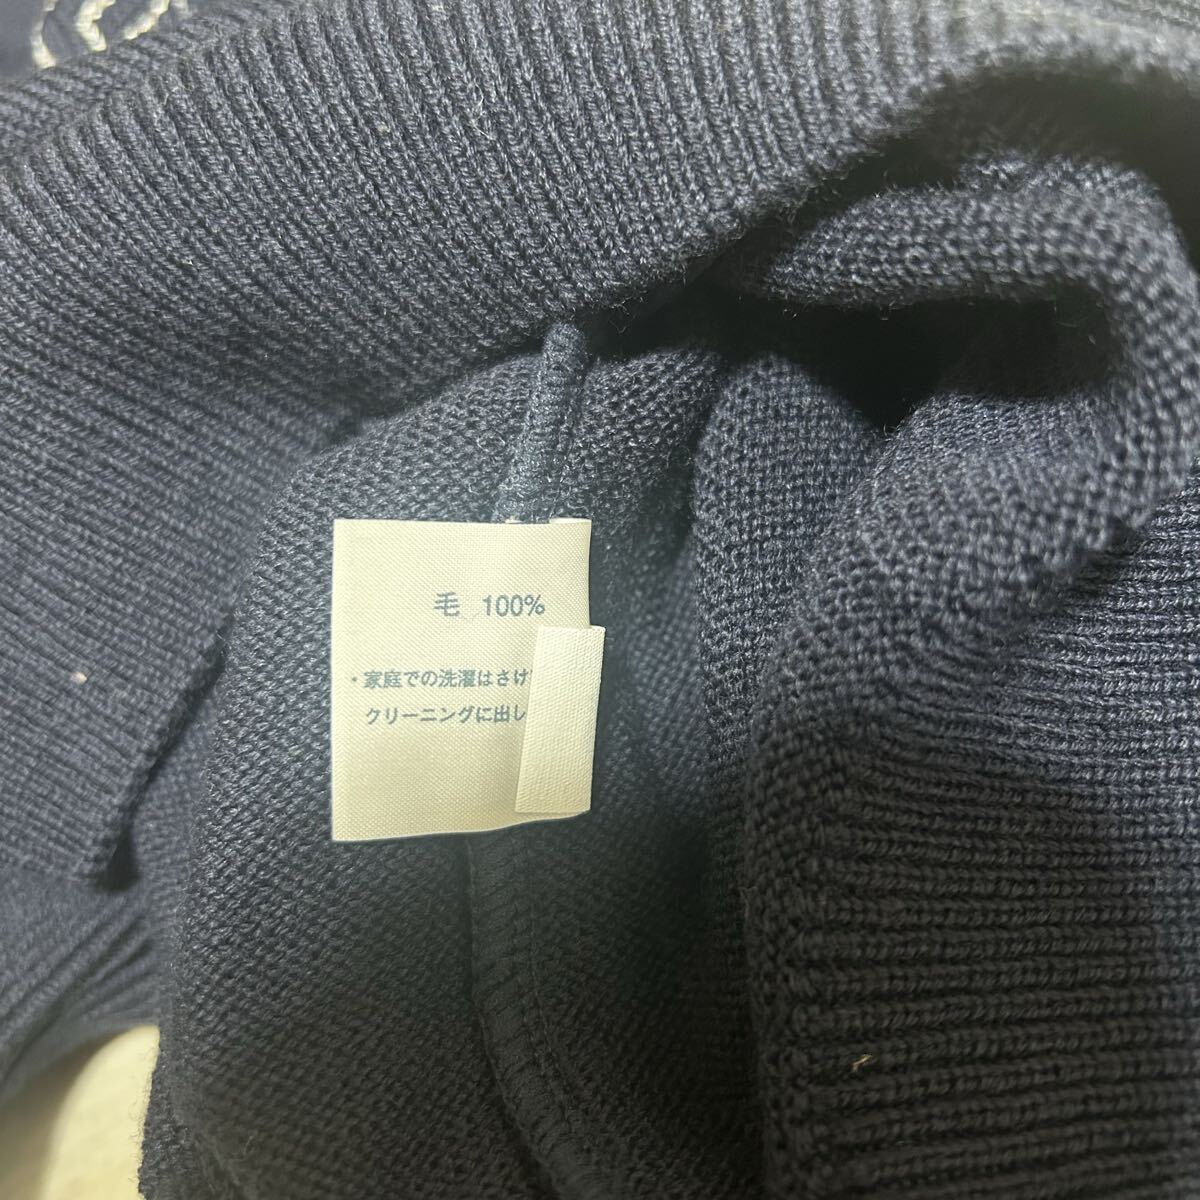 毛 100%
・家庭での洗濯はさけ
クリーニングに出し